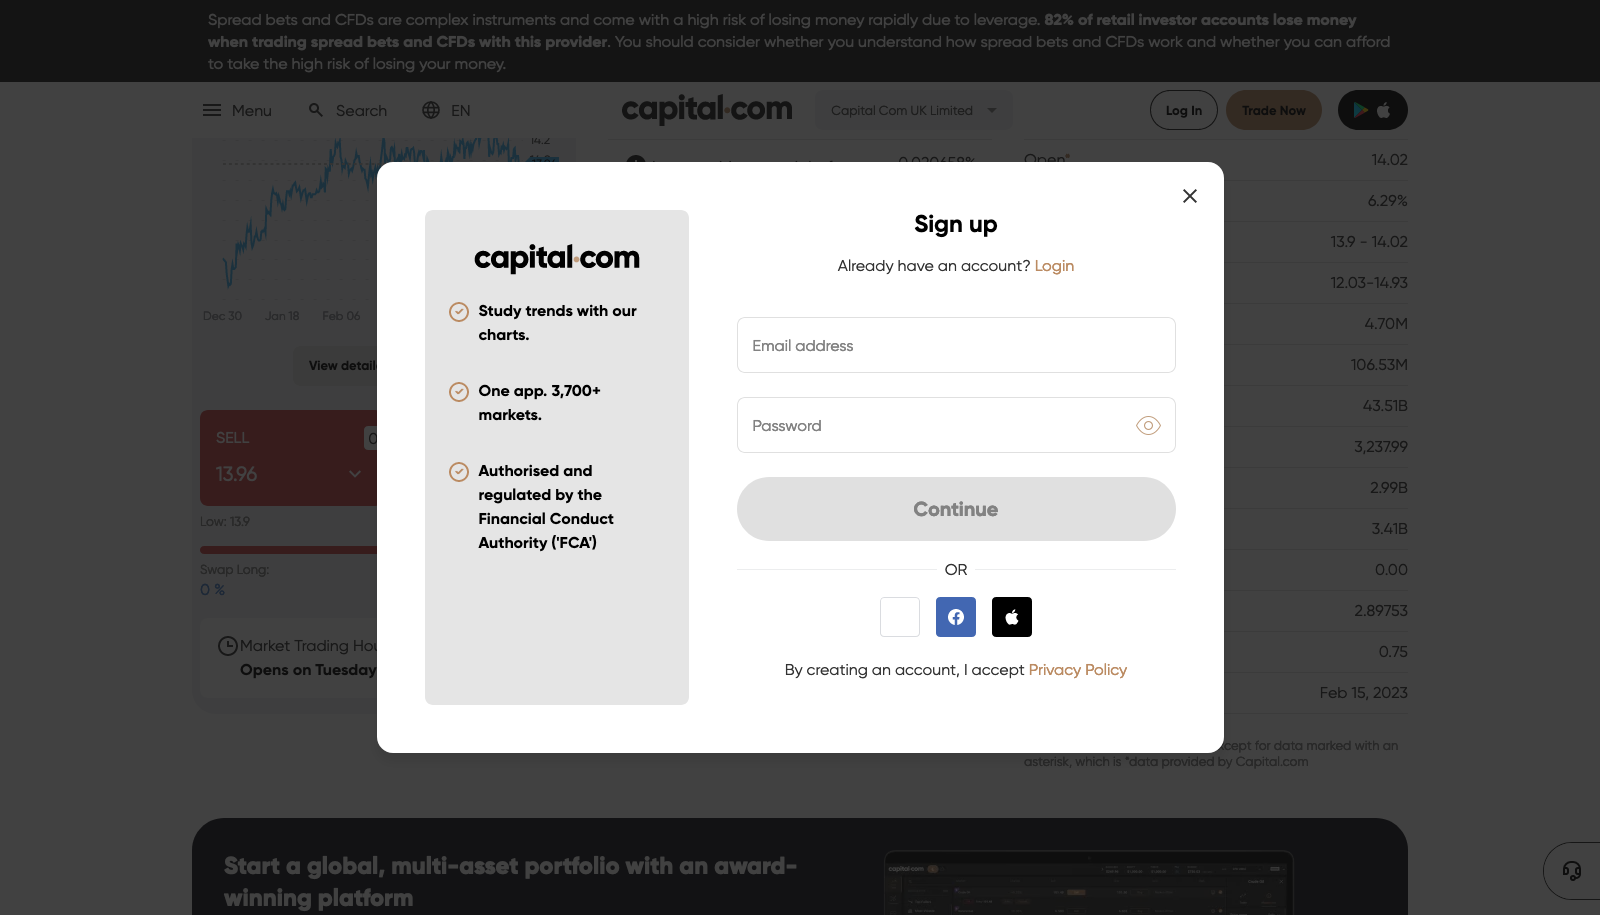 Spread bets and CFDs are complex instruments and come with a high risk of losing money rapidly due to leverage. 82% of retail investor accounts lose money
when trading spread bets and CFDs with this provider. You should consider whether you understand how spread bets and CFDs work and whether you can afford
to take the high risk of losing your money.
Menu Search EN capital.com Capital Com UK Limited Log In Trade Now
14.2
Dec 30 Jan 18 Feb 06
View detail
SELL
13.96
Low: 13.9
Swap Long:
0 %
Market Trading Hou
Opens on Tuesday
capital.com
Study trends with our
charts.
One app. 3,700+
markets.
Authorised and
regulated by the
Financial Conduct
Authority ('FCA')
Sign up
Already have an account? Login
Email address
Password
Continue
OR
By creating an account, I accept Privacy Policy
0.020658%
Open* 14.02
6.29%
13.9 - 14.02
12.03-14.93
4.70M
106.53M
43.51B
3,237.99
2.99B
3.41B
0.00
2.89753
0.75
Feb 15, 2023
cept for data marked with an
asterisk, which is *data provided by Capital.com
Start a global, multi-asset portfolio with an award-
winning platform
capital.com